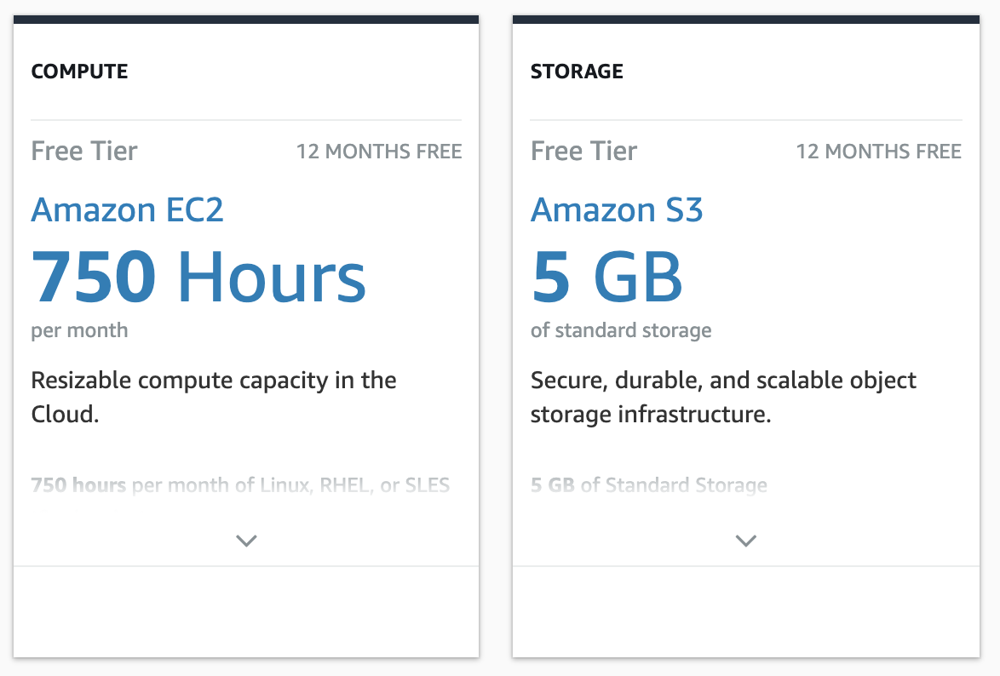 COMPUTE
Free Tier 12 MONTHS FREE
Amazon EC2
750 Hours
per month
Resizable compute capacity in the
Cloud.
750 hours per month of Linux, RHEL, or SLES
STORAGE
Free Tier 12 MONTHS FREE
Amazon S3
5 GB
of standard storage
Secure, durable, and scalable object
storage infrastructure.
5 GB of Standard Storage